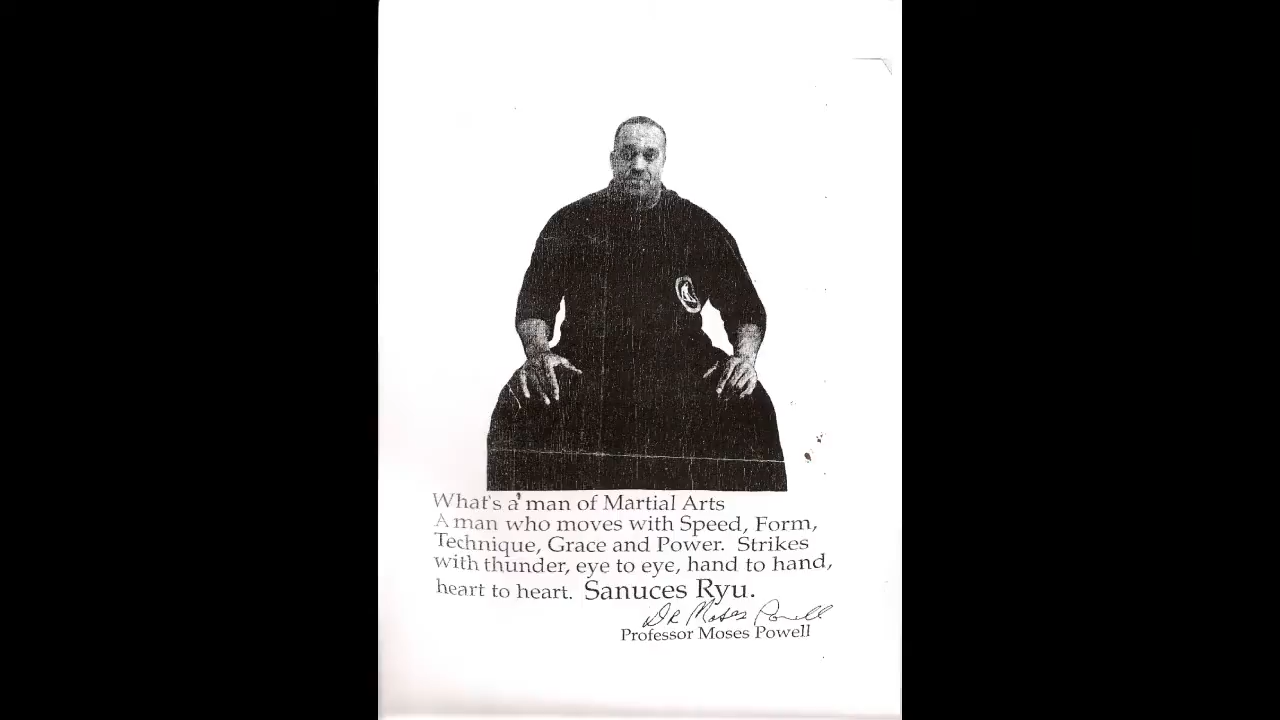 What's a man of Martial Arts
A man who moves with Speed, Form,
Technique, Grace and Power. Strikes
with thunder, eye to eye, hand to hand,
heart to heart. Sanuces Ryu.
Dr Moses Powell
Professor Moses Powell